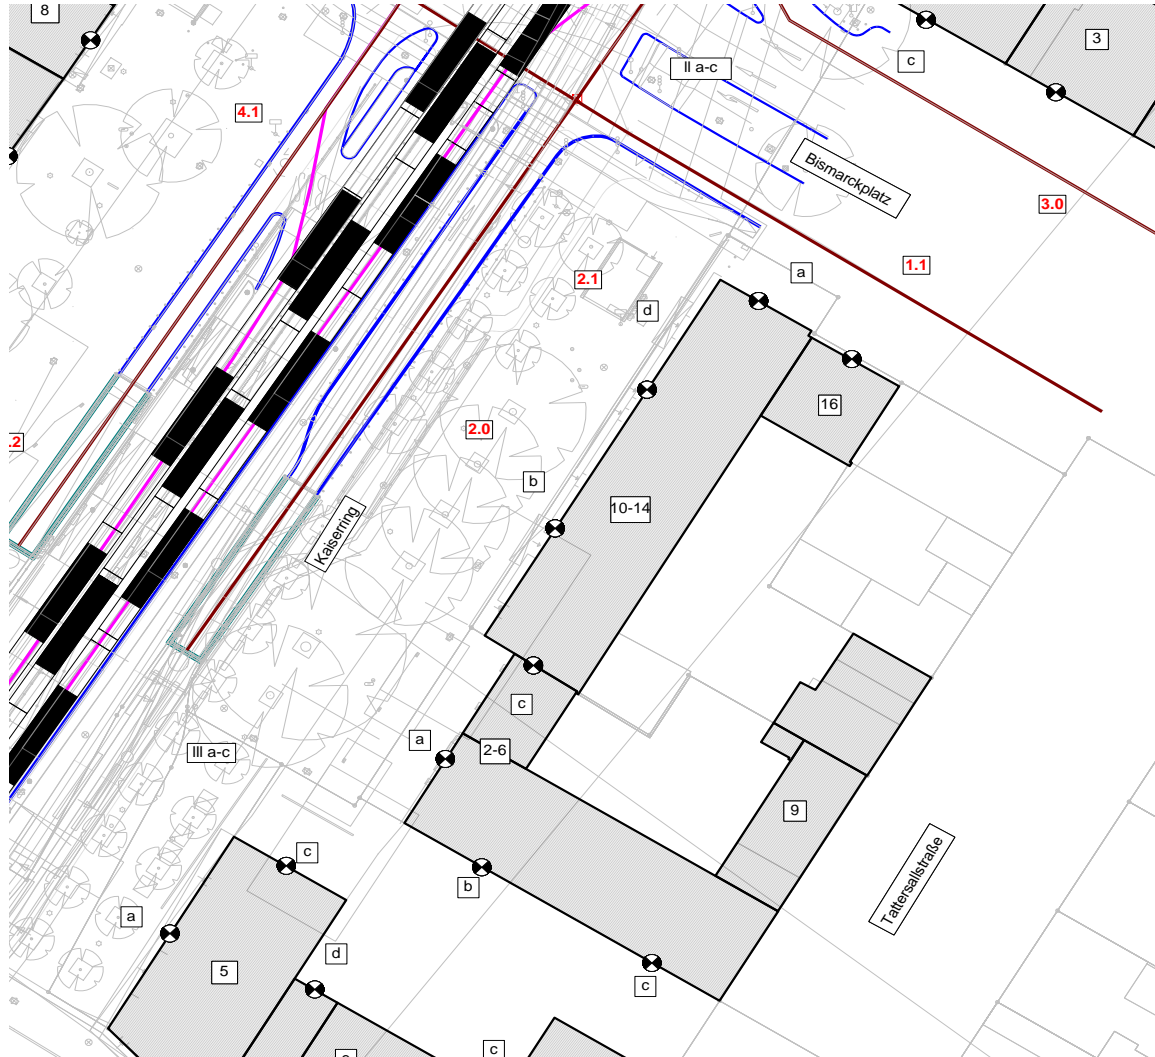 8
c
II a-c
3
4.1
Bismarckplatz
3.0
1.1
a
2.1
d
16
.2
2.0
b
10-14
Kaiserring
c
a
2-6
III a-c
9
c
b
a
d
5
c
Tattersallstraße
c